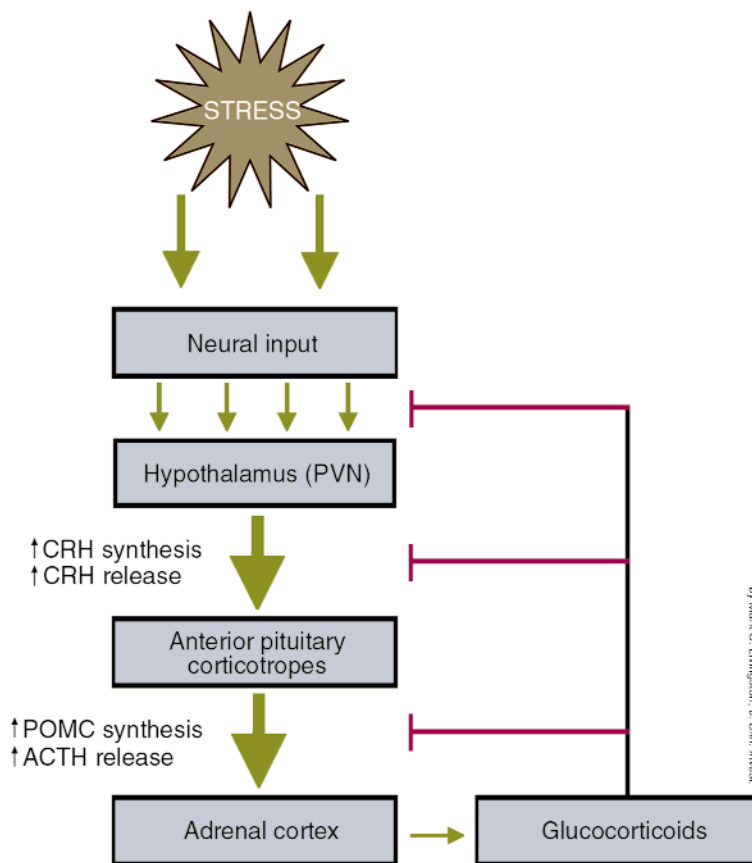 STRESS
Neural input
Hypothalamus (PVN)
↑CRH synthesis
↑CRH release
Anterior pituitary
corticotropes
↑POMC synthesis
↑ACTH release
Adrenal cortex
Glucocorticoids